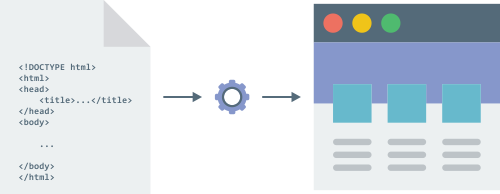 <!DOCTYPE html>
<html>
<head>
<title>...</title>
</head>
<body>
...
</body>
</html>